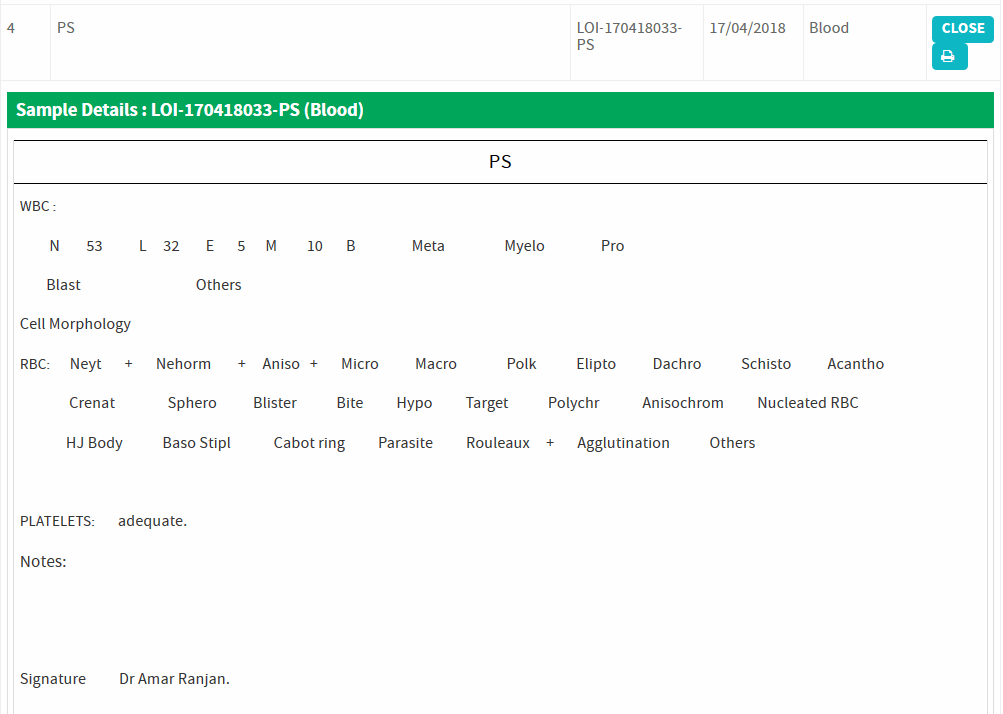 4 PS LOI-170418033-PS 17/04/2018 Blood CLOSE
Sample Details : LOI-170418033-PS (Blood)
PS
WBC :
N 53 L 32 E 5 M 10 B Meta Myelo Pro
Blast Others
Cell Morphology
RBC: Neyt + Nehorm + Aniso + Micro Macro Polk Elipto Dachro Schisto Acantho
Crenat Sphero Blister Bite Hypo Target Polychr Anisochrom Nucleated RBC
HJ Body Baso Stipl Cabot ring Parasite Rouleaux + Agglutination Others
PLATELETS: adequate.
Notes:
Signature Dr Amar Ranjan.